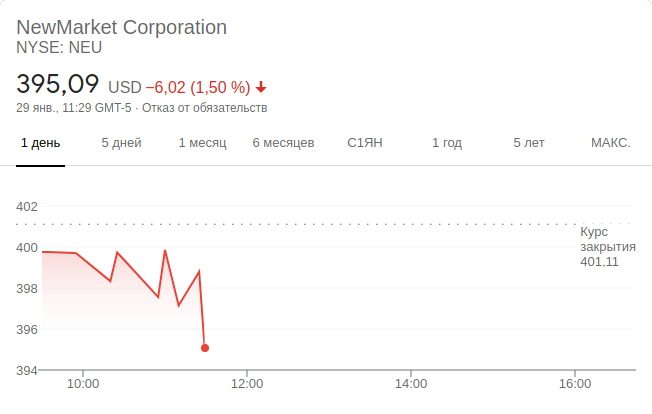 NewMarket Corporation
NYSE: NEU
395,09 USD −6,02 (1,50 %)
29 янв., 11:29 GMT-5 · Отказ от обязательств
1 день 5 дней 1 месяц 6 месяцев С1ЯН 1 год 5 лет МАКС.
402
Курс
закрытия
401,11
400
398
396
394
10:00 12:00 14:00 16:00